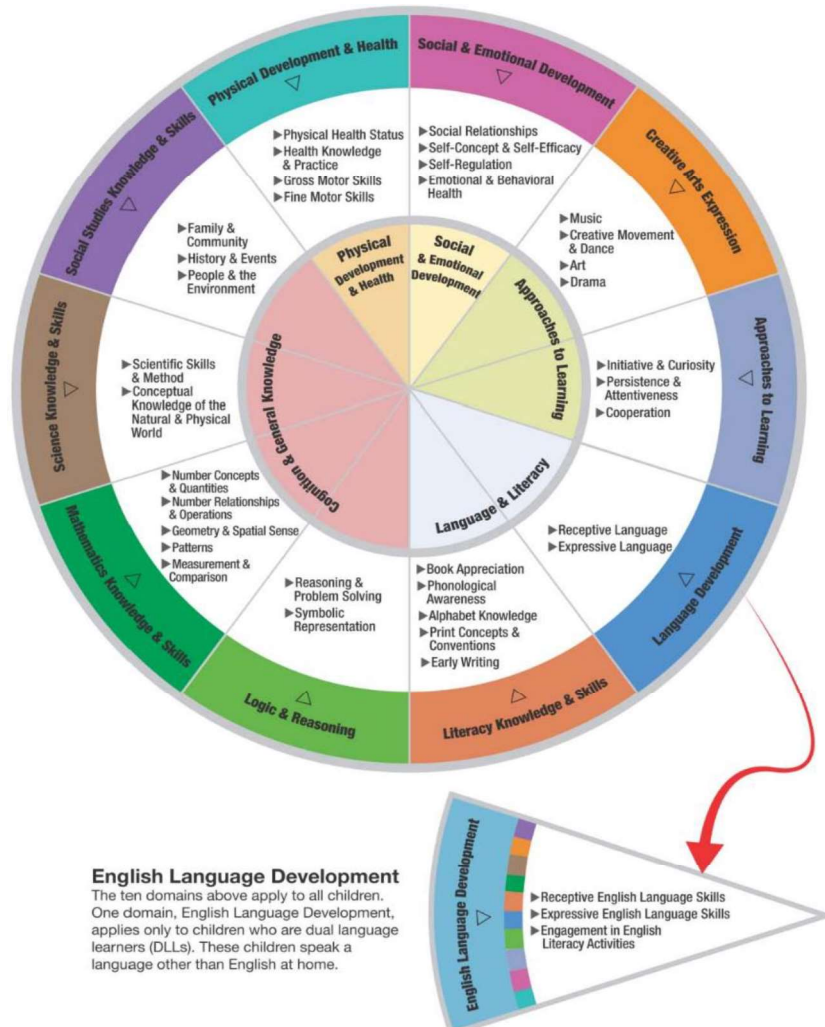 Physical Development & Health
▶Physical Health Status
▶Health Knowledge
& Practice
▶Gross Motor Skills
▶Fine Motor Skills
Social & Emotional Development
▶Social Relationships
▶Self-Concept & Self-Efficacy
▶Self-Regulation
▶Emotional & Behavioral
Health
Creative Arts Expression
▶Music
▶Creative Movement
& Dance
▶Art
▶Drama
Approaches to Learning
▶Initiative & Curiosity
▶Persistence &
Attentiveness
▶Cooperation
Language Development
▶Receptive Language
▶Expressive Language
Literacy Knowledge & Skills
▶Book Appreciation
▶Phonological
Awareness
▶Alphabet Knowledge
▶Print Concepts &
Conventions
▶Early Writing
Logic & Reasoning
▶Reasoning &
Problem Solving
▶Symbolic
Representation
Mathematics Knowledge & Skills
▶Number Concepts
& Quantities
▶Number Relationships
& Operations
▶Geometry & Spatial Sense
▶Patterns
▶Measurement &
Comparison
Science Knowledge & Skills
▶Scientific Skills
& Method
▶Conceptual
Knowledge of the
Natural & Physical
World
Social Studies Knowledge & Skills
▶Family &
Community
▶History & Events
▶People & the
Environment
Physical
Development
& Health
Social
& Emotional
Development
Approaches to Learning
Language & Literacy
Cognition & General Knowledge
English Language Development
The ten domains above apply to all children.
One domain, English Language Development,
applies only to children who are dual language
learners (DLLs). These children speak a
language other than English at home.
English Language Development
▶Receptive English Language Skills
▶Expressive English Language Skills
▶Engagement in English
Literacy Activities